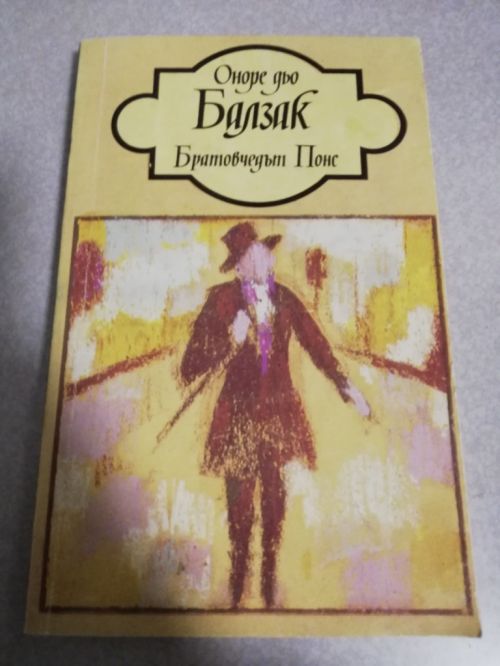 Оноре дьо
Балзак
Братовчедът Понс